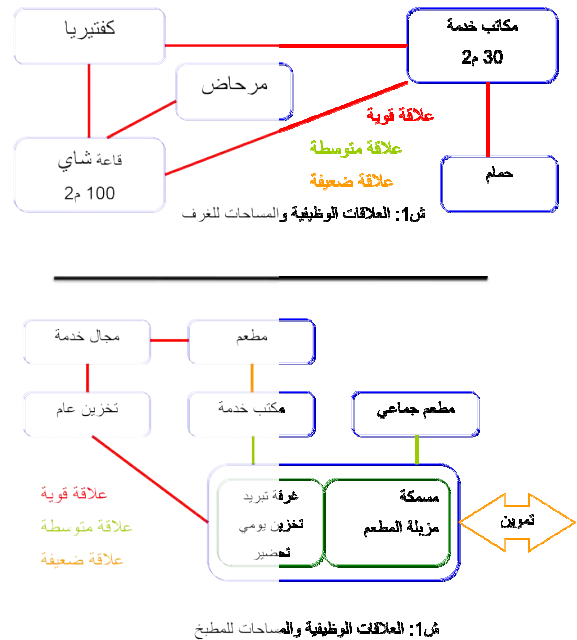 كفتيريا
مكاتب خدمة
30 م2
مرحاض
علاقة قوية
علاقة متوسطة
علاقة ضعيفة
قاعة شاي
100 م2
حمام
ش1: العلاقات الوظيفية والمساحات للغرف
مطعم
مجال خدمة
مطعم جماعي
مكتب خدمة
تخزين عام
مسمكة
مزبلة المطعم
غرفة تبريد
تخزين يومي
تحضير
تموين
علاقة قوية
علاقة متوسطة
علاقة ضعيفة
ش1: العلاقات الوظيفية والمساحات للمطبخ